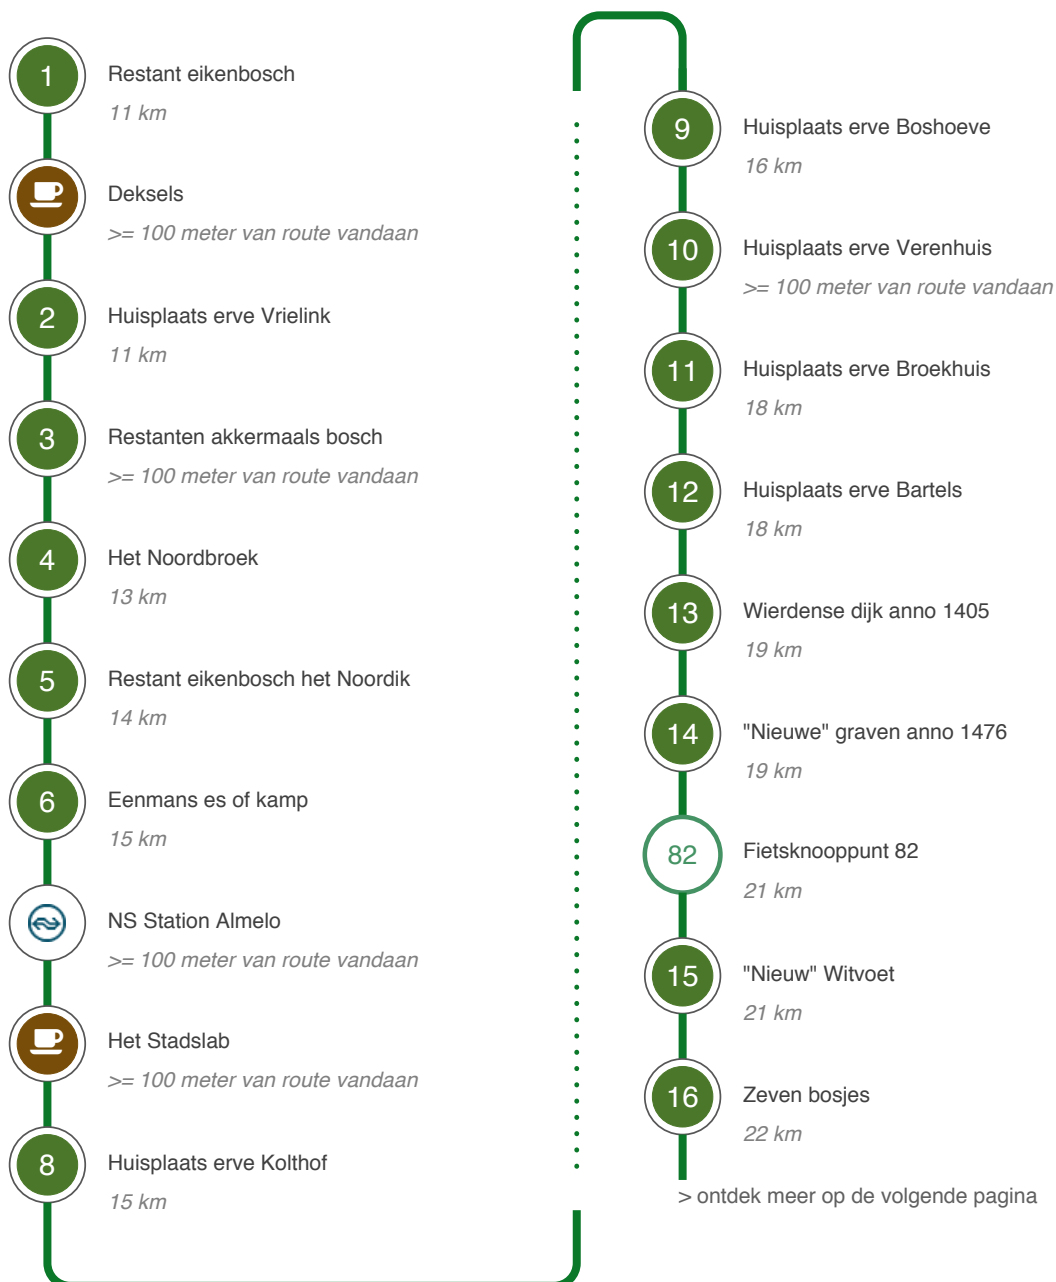 1
Restant eikenbosch
11 km
Deksels
>= 100 meter van route vandaan
2
Huisplaats erve Vrielink
11 km
3
Restanten akkermaals bosch
>= 100 meter van route vandaan
4
Het Noordbroek
13 km
5
Restant eikenbosch het Noordik
14 km
6
Eenmans es of kamp
15 km
NS Station Almelo
>= 100 meter van route vandaan
Het Stadslab
>= 100 meter van route vandaan
8
Huisplaats erve Kolthof
15 km
9
Huisplaats erve Boshoeve
16 km
10
Huisplaats erve Verenhuis
>= 100 meter van route vandaan
11
Huisplaats erve Broekhuis
18 km
12
Huisplaats erve Bartels
18 km
13
Wierdense dijk anno 1405
19 km
14
"Nieuwe" graven anno 1476
19 km
82
Fietsknooppunt 82
21 km
15
"Nieuw" Witvoet
21 km
16
Zeven bosjes
22 km
> ontdek meer op de volgende pagina